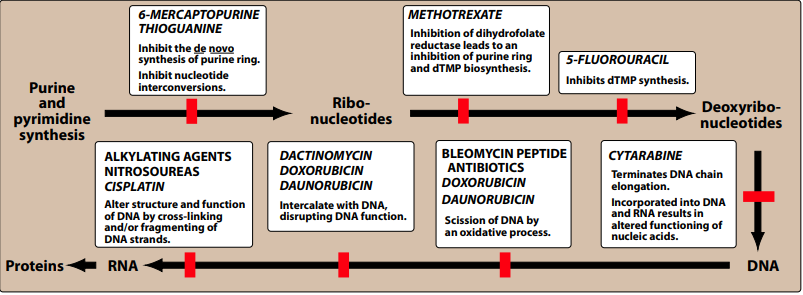 6-MERCAPTOPURINE
THIOGUANINE
Inhibit the de novo
synthesis of purine ring.
Inhibit nucleotide
interconversions.
METHOTREXATE
Inhibition of dihydrofolate
reductase leads to an
inhibition of purine ring
and dTMP biosynthesis.
5-FLUOROURACIL
Inhibits dTMP synthesis.
Purine
and
pyrimidine
synthesis
Ribo-
nucleotides
Deoxyribo-
nucleotides
ALKYLATING AGENTS
NITROSOUREAS
CISPLATIN
Alter structure and function
of DNA by cross-linking
and/or fragmenting of
DNA strands.
DACTINOMYCIN
DOXORUBICIN
DAUNORUBICIN
Intercalate with DNA,
disrupting DNA function.
BLEOMYCIN PEPTIDE
ANTIBIOTICS
DOXORUBICIN
DAUNORUBICIN
Scission of DNA by
an oxidative process.
CYTARABINE
Terminates DNA chain
elongation.
Incorporated into DNA
and RNA results in
altered functioning of
nucleic acids.
Proteins
RNA
DNA